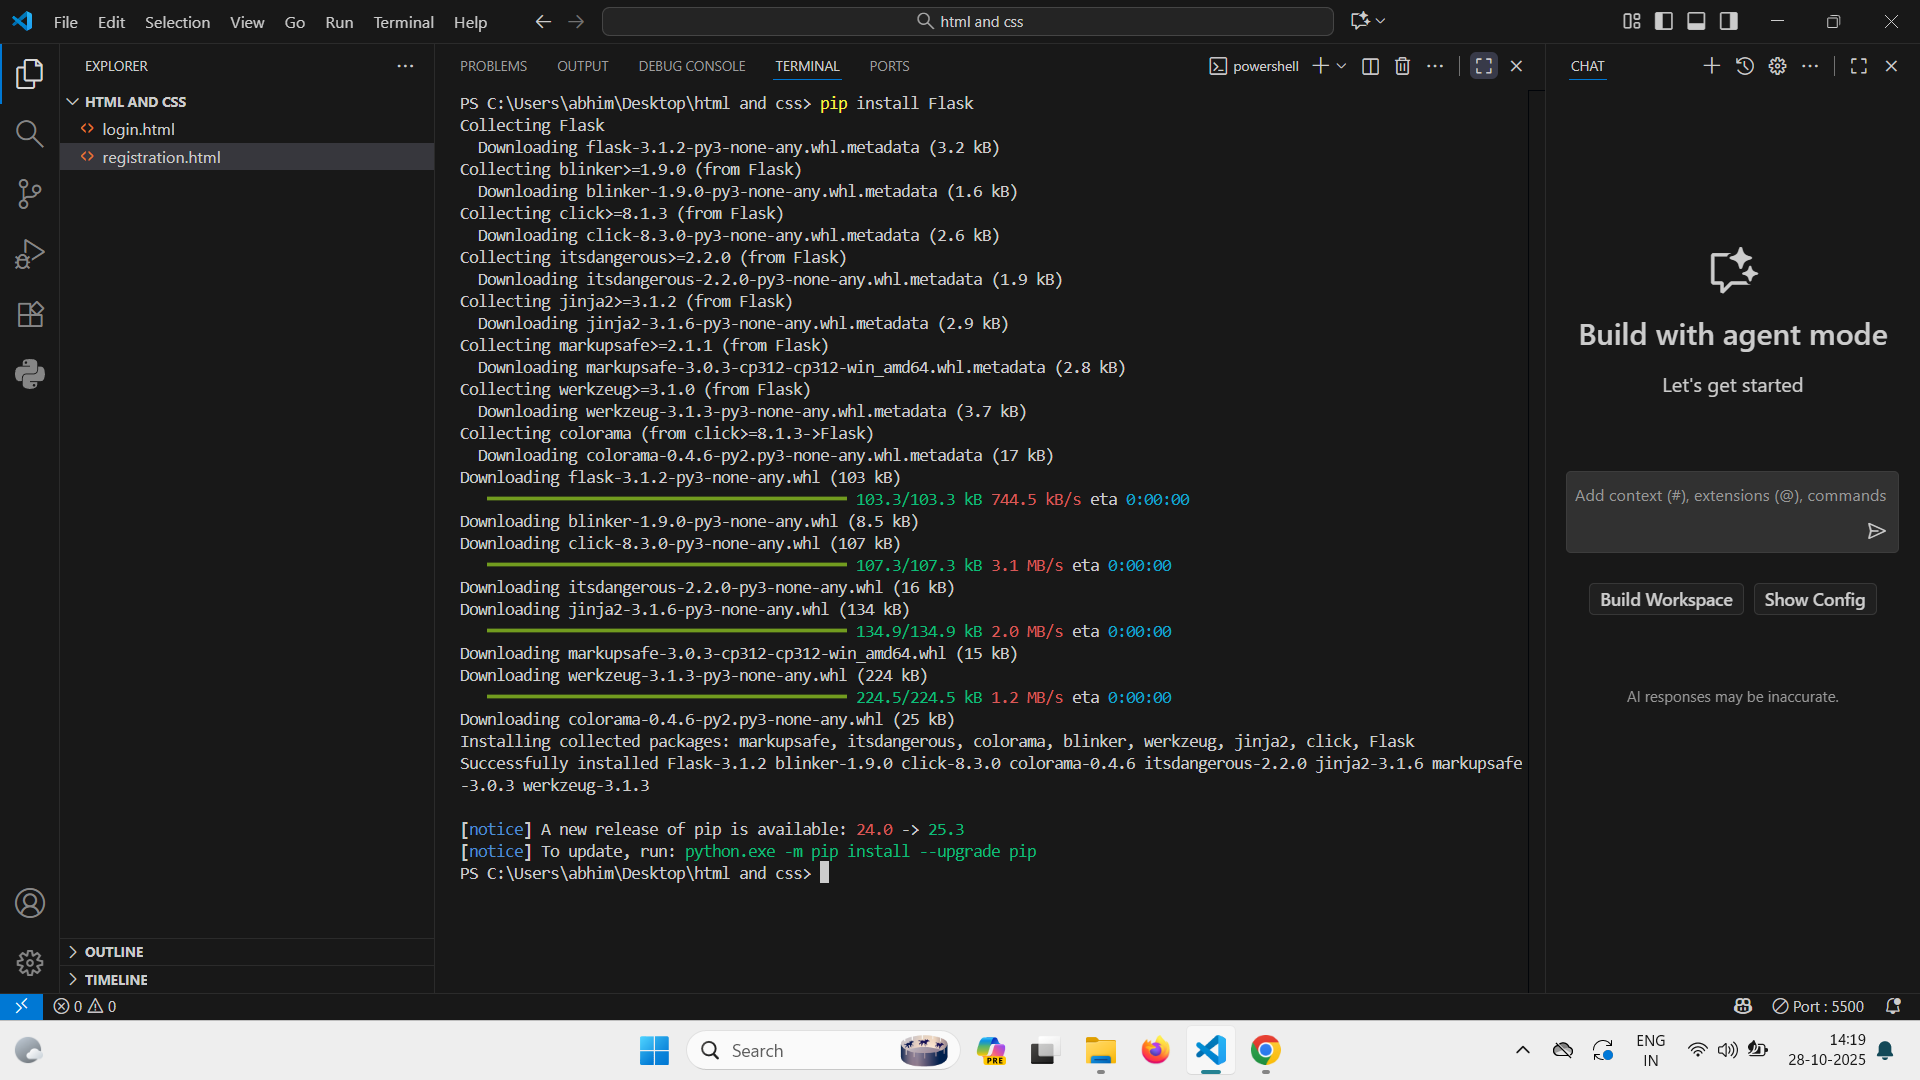 File Edit Selection View Go Run Terminal Help
html and css
EXPLORER
HTML AND CSS
login.html
registration.html
OUTLINE
TIMELINE
PROBLEMS OUTPUT DEBUG CONSOLE TERMINAL PORTS
powershell
PS C:\Users\abhim\Desktop\html and css> pip install Flask
Collecting Flask
Downloading flask-3.1.2-py3-none-any.whl.metadata (3.2 kB)
Collecting blinker>=1.9.0 (from Flask)
Downloading blinker-1.9.0-py3-none-any.whl.metadata (1.6 kB)
Collecting click>=8.1.3 (from Flask)
Downloading click-8.3.0-py3-none-any.whl.metadata (2.6 kB)
Collecting itsdangerous>=2.2.0 (from Flask)
Downloading itsdangerous-2.2.0-py3-none-any.whl.metadata (1.9 kB)
Collecting jinja2>=3.1.2 (from Flask)
Downloading jinja2-3.1.6-py3-none-any.whl.metadata (2.9 kB)
Collecting markupsafe>=2.1.1 (from Flask)
Downloading markupsafe-3.0.3-cp312-cp312-win_amd64.whl.metadata (2.8 kB)
Collecting werkzeug>=3.1.0 (from Flask)
Downloading werkzeug-3.1.3-py3-none-any.whl.metadata (3.7 kB)
Collecting colorama (from click>=8.1.3->Flask)
Downloading colorama-0.4.6-py2.py3-none-any.whl.metadata (17 kB)
Downloading flask-3.1.2-py3-none-any.whl (103 kB)
103.3/103.3 kB 744.5 kB/s eta 0:00:00
Downloading blinker-1.9.0-py3-none-any.whl (8.5 kB)
Downloading click-8.3.0-py3-none-any.whl (107 kB)
107.3/107.3 kB 3.1 MB/s eta 0:00:00
Downloading itsdangerous-2.2.0-py3-none-any.whl (16 kB)
Downloading jinja2-3.1.6-py3-none-any.whl (134 kB)
134.9/134.9 kB 2.0 MB/s eta 0:00:00
Downloading markupsafe-3.0.3-cp312-cp312-win_amd64.whl (15 kB)
Downloading werkzeug-3.1.3-py3-none-any.whl (224 kB)
224.5/224.5 kB 1.2 MB/s eta 0:00:00
Downloading colorama-0.4.6-py2.py3-none-any.whl (25 kB)
Installing collected packages: markupsafe, itsdangerous, colorama, blinker, werkzeug, jinja2, click, Flask
Successfully installed Flask-3.1.2 blinker-1.9.0 click-8.3.0 colorama-0.4.6 itsdangerous-2.2.0 jinja2-3.1.6 markupsafe
-3.0.3 werkzeug-3.1.3
[notice] A new release of pip is available: 24.0 -> 25.3
[notice] To update, run: python.exe -m pip install --upgrade pip
PS C:\Users\abhim\Desktop\html and css>
CHAT
Build with agent mode
Let's get started
Add context (#), extensions (@), commands
Build Workspace Show Config
AI responses may be inaccurate.
0 0
Port : 5500
Search
PRE
ENG
IN
14:19
28-10-2025